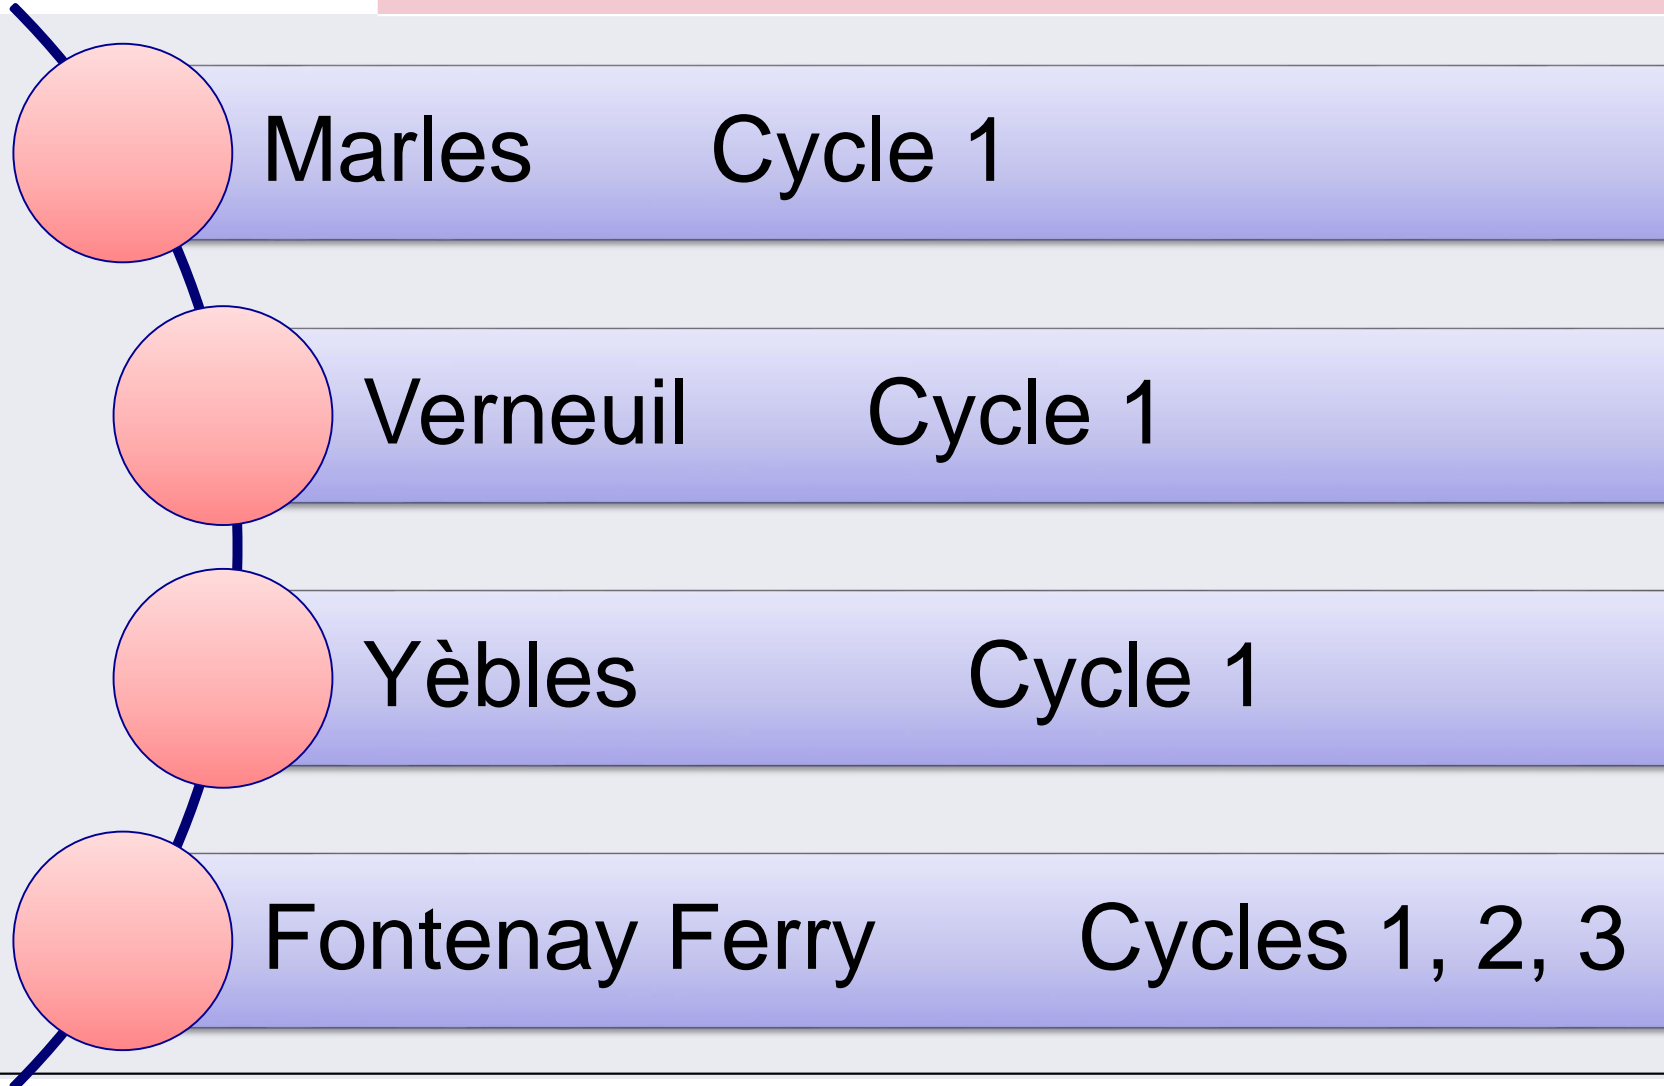 Marles Cycle 1
Verneuil Cycle 1
Yèbles Cycle 1
Fontenay Ferry Cycles 1, 2, 3